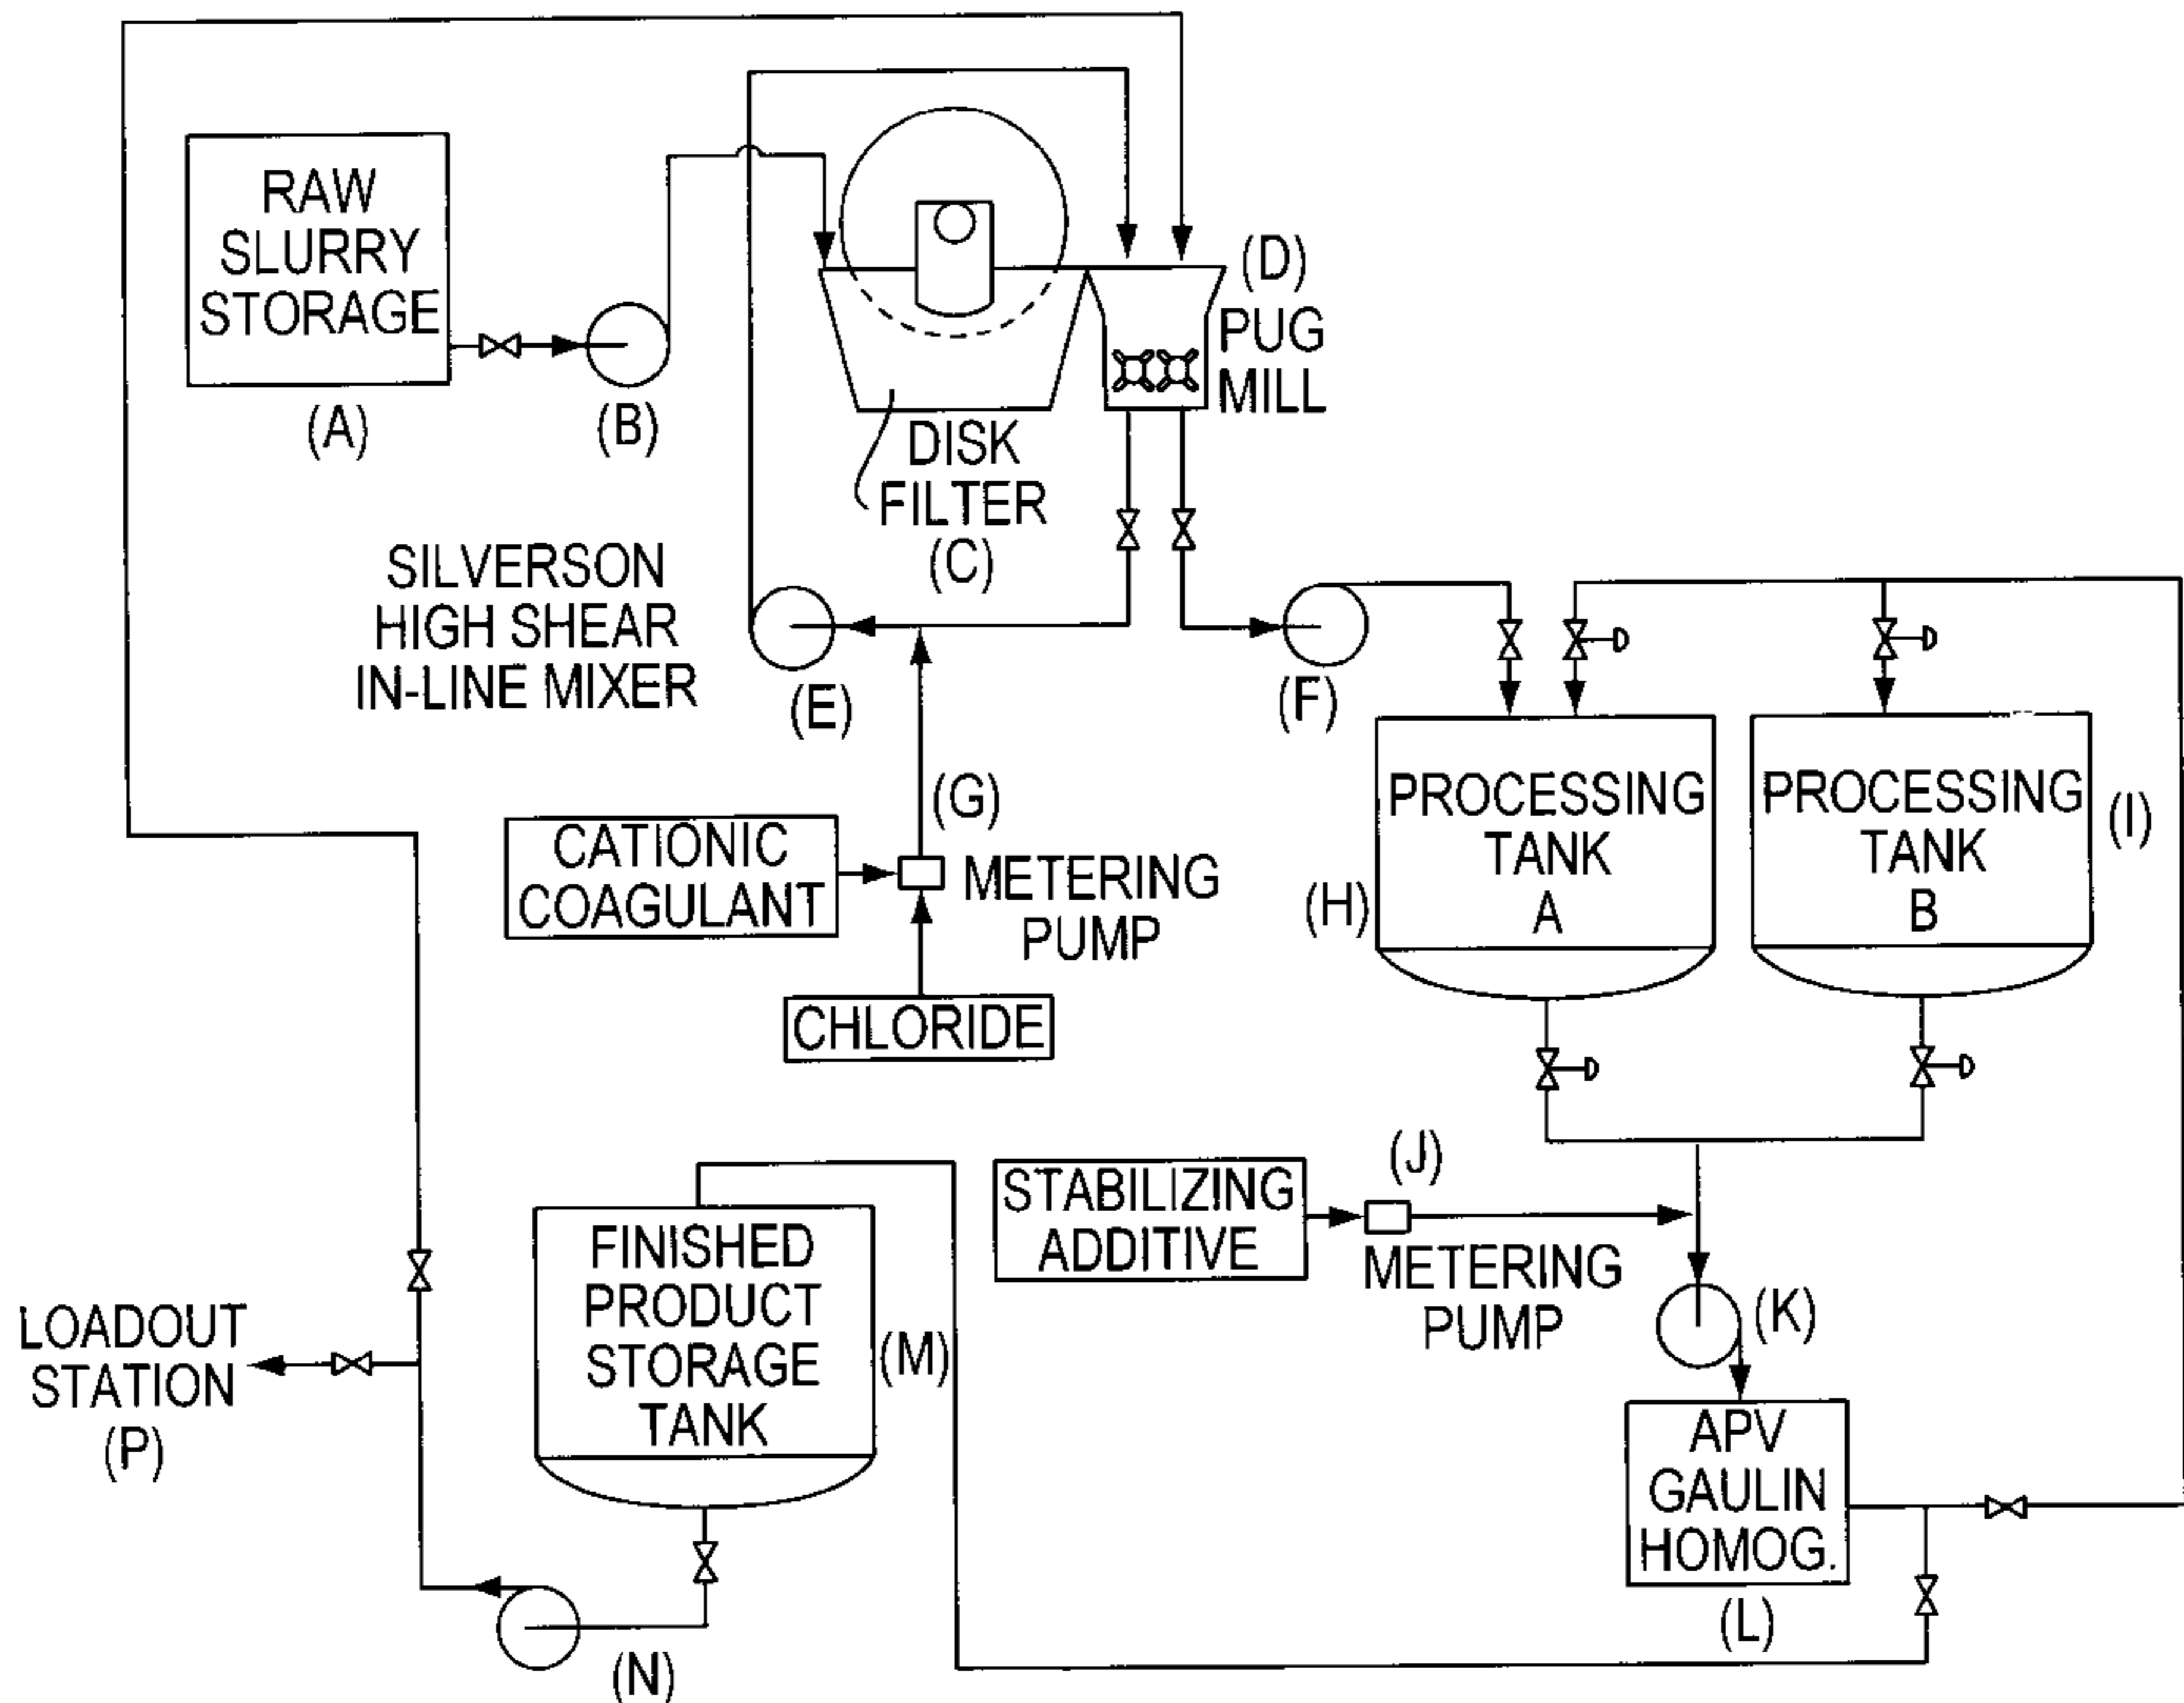 RAW
SLURRY
STORAGE
(A)
(B)
DISK
FILTER
(C)
(D)
PUG
MILL
SILVERSON
HIGH SHEAR
IN-LINE MIXER
(E)
(F)
(G)
CATIONIC
COAGULANT
METERING
PUMP
CHLORIDE
(H)
PROCESSING
TANK
A
PROCESSING
TANK
B
(I)
STABILIZING
ADDITIVE
(J)
METERING
PUMP
(K)
APV
GAULIN
HOMOG.
(L)
FINISHED
PRODUCT
STORAGE
TANK
(M)
(N)
LOADOUT
STATION
(P)